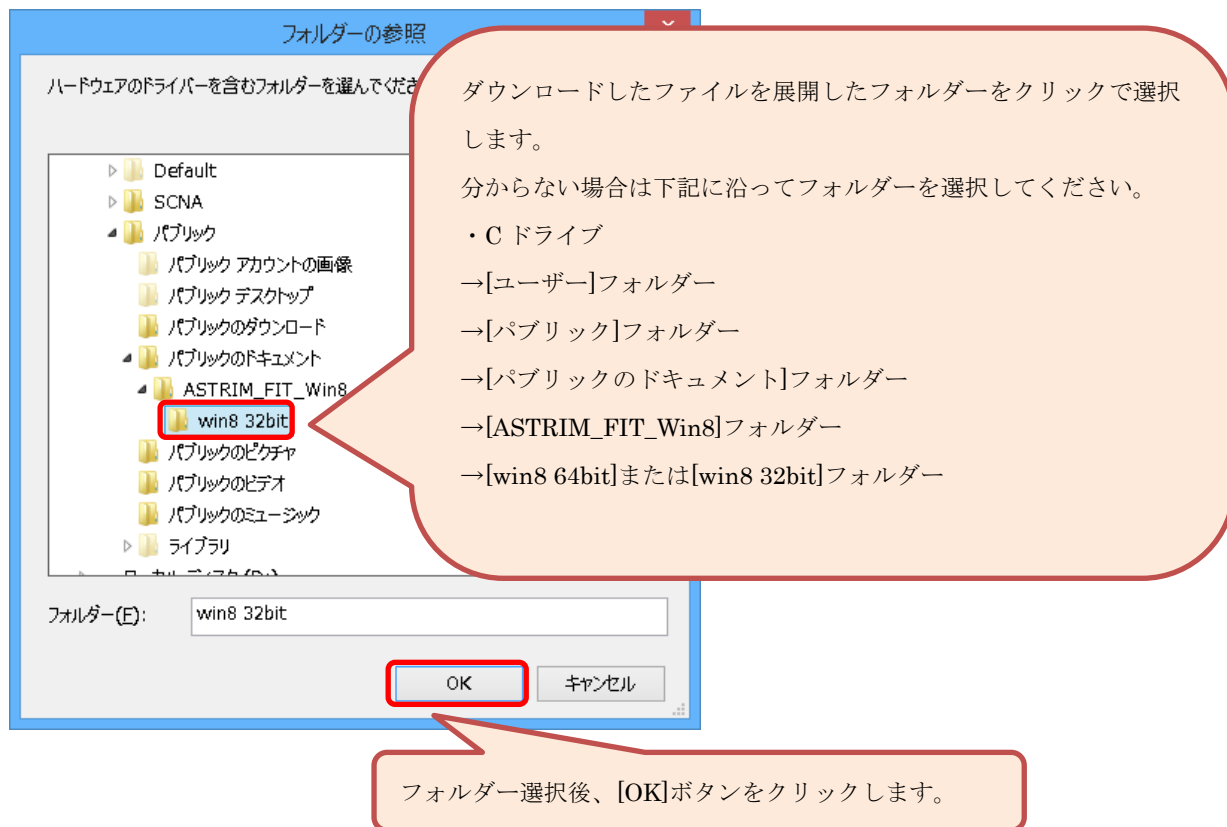 フォルダーの参照
ハードウェアのドライバーを含むフォルダーを選んでくださ
Default
SCNA
パブリック
パブリック アカウントの画像
パブリック デスクトップ
パブリックのダウンロード
パブリックのドキュメント
ASTRIM_FIT_Win8
win8 32bit
パブリックのピクチャ
パブリックのビデオ
パブリックのミュージック
ライブラリ
フォルダー(F):
win8 32bit
OK
キャンセル
ダウンロードしたファイルを展開したフォルダーをクリックで選択
します。
分からない場合は下記に沿ってフォルダーを選択してください。
・C ドライブ
→[ユーザー]フォルダー
→[パブリック]フォルダー
→[パブリックのドキュメント]フォルダー
→[ASTRIM_FIT_Win8]フォルダー
→[win8 64bit]または[win8 32bit]フォルダー
フォルダー選択後、[OK]ボタンをクリックします。